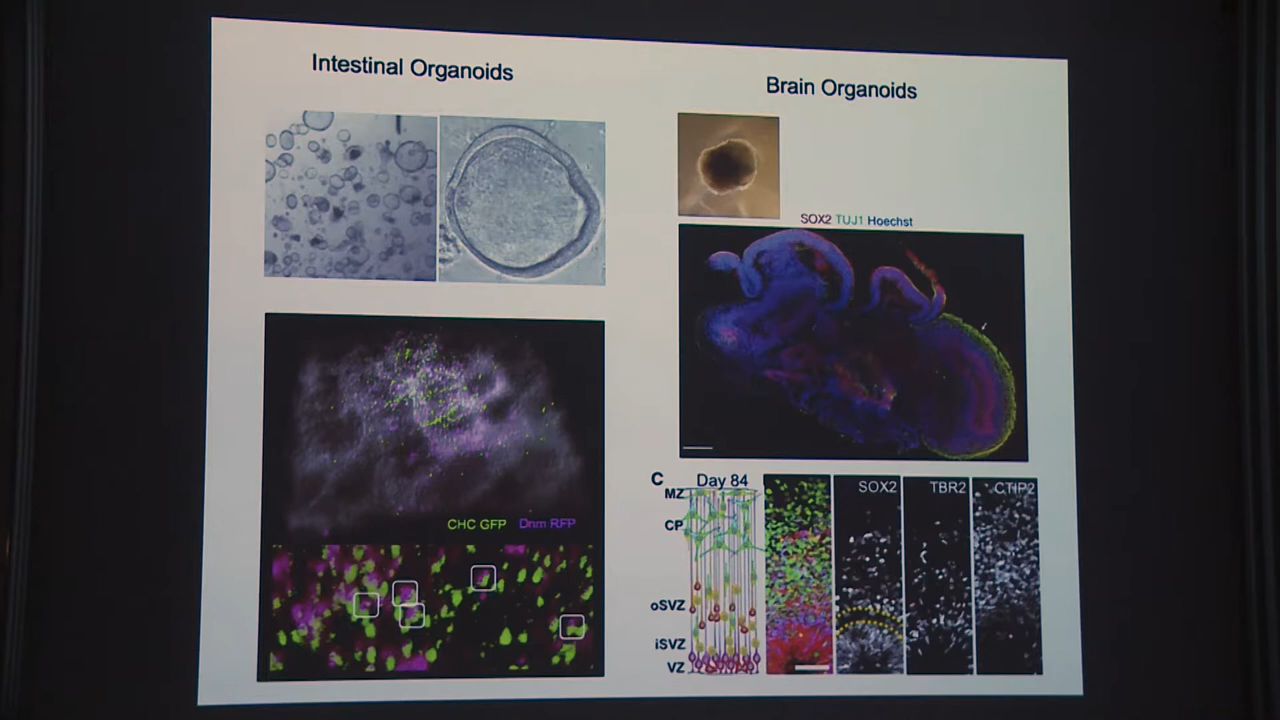 Intestinal Organoids
Brain Organoids
SOX2 TUJ1 Hoechst
CHC GFP Dnm RFP
C Day 84
MZ
CP
oSVZ
iSVZ
VZ
SOX2
TBR2
CTIP2